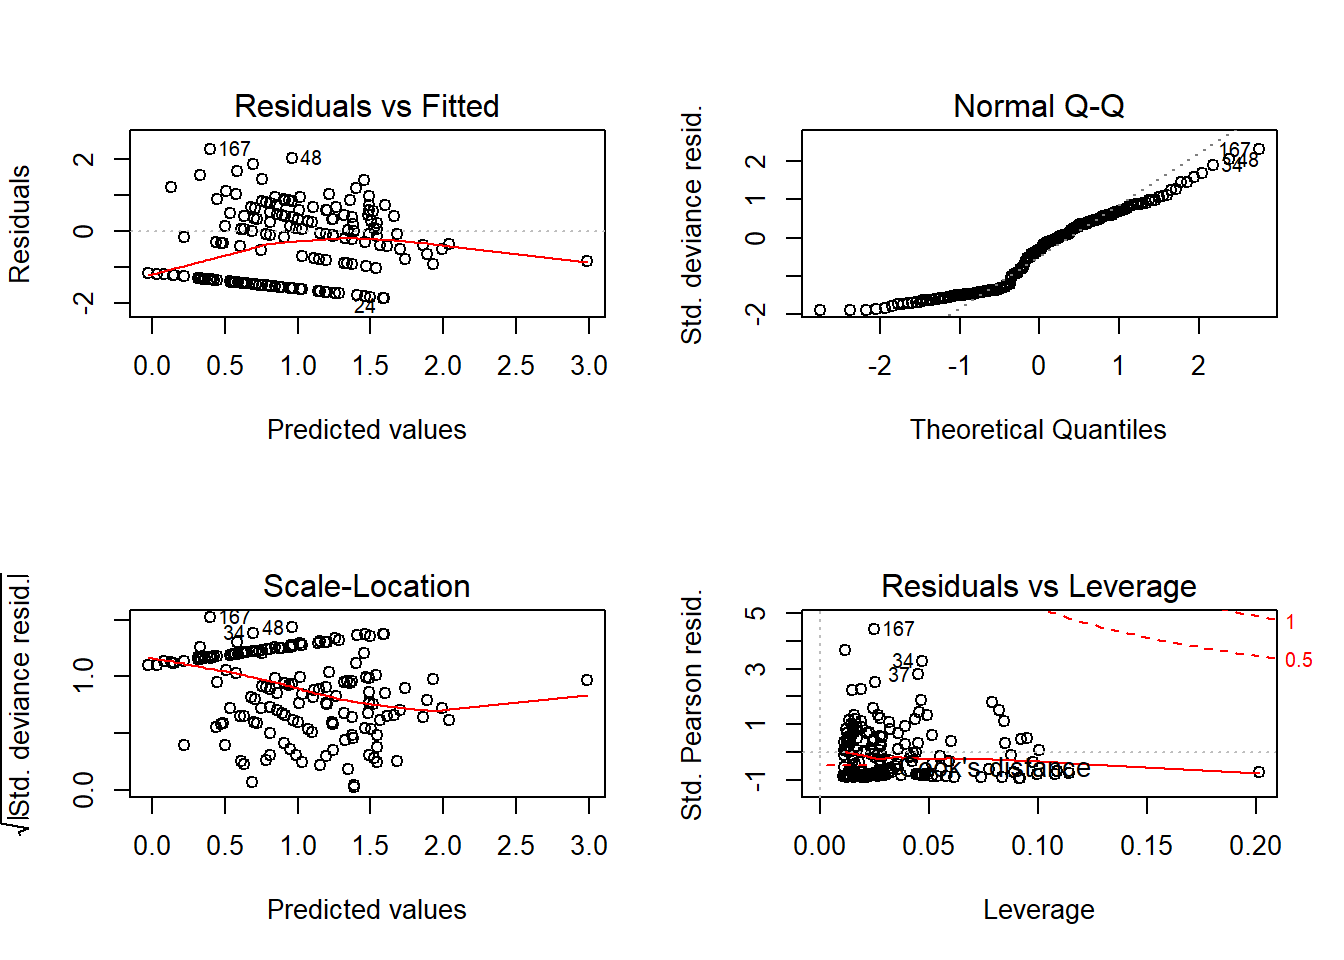 Residuals vs Fitted
Residuals
2
0
-2
167
48
24
0.0 0.5 1.0 1.5 2.0 2.5 3.0
Predicted values
Normal Q-Q
Std. deviance resid.
2
1
0
-2
167
48
34
-2 -1 0 1 2
Theoretical Quantiles
Scale-Location
√|Std. deviance resid.|
1.0
0.0
167
34
48
0.0 0.5 1.0 1.5 2.0 2.5 3.0
Predicted values
Residuals vs Leverage
Std. Pearson resid.
5
3
1
-1
167
34
37
1
0.5
Cook's distance
0.00 0.05 0.10 0.15 0.20
Leverage